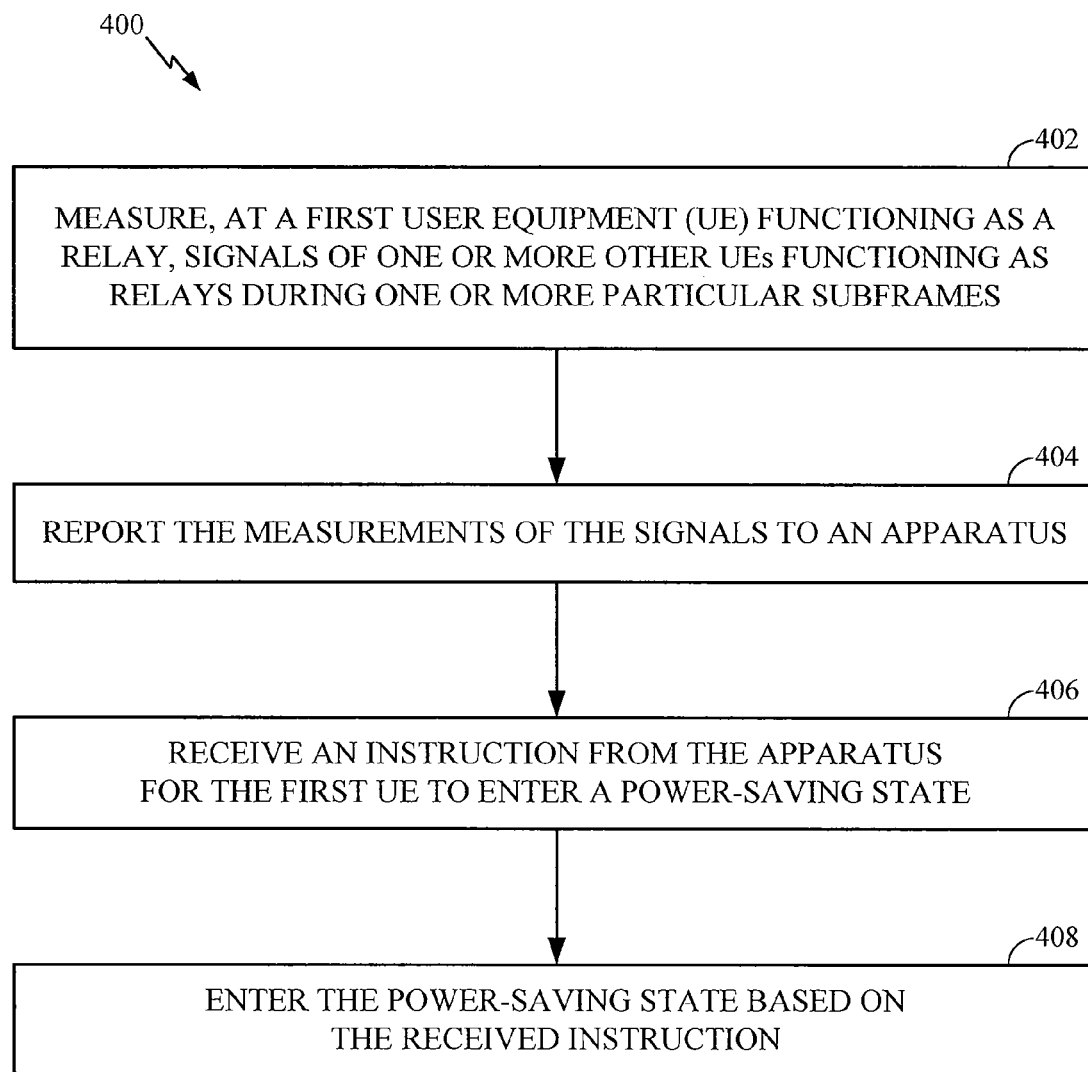 400
402
MEASURE, AT A FIRST USER EQUIPMENT (UE) FUNCTIONING AS A
RELAY, SIGNALS OF ONE OR MORE OTHER UEs FUNCTIONING AS
RELAYS DURING ONE OR MORE PARTICULAR SUBFRAMES
404
REPORT THE MEASUREMENTS OF THE SIGNALS TO AN APPARATUS
406
RECEIVE AN INSTRUCTION FROM THE APPARATUS
FOR THE FIRST UE TO ENTER A POWER-SAVING STATE
408
ENTER THE POWER-SAVING STATE BASED ON
THE RECEIVED INSTRUCTION